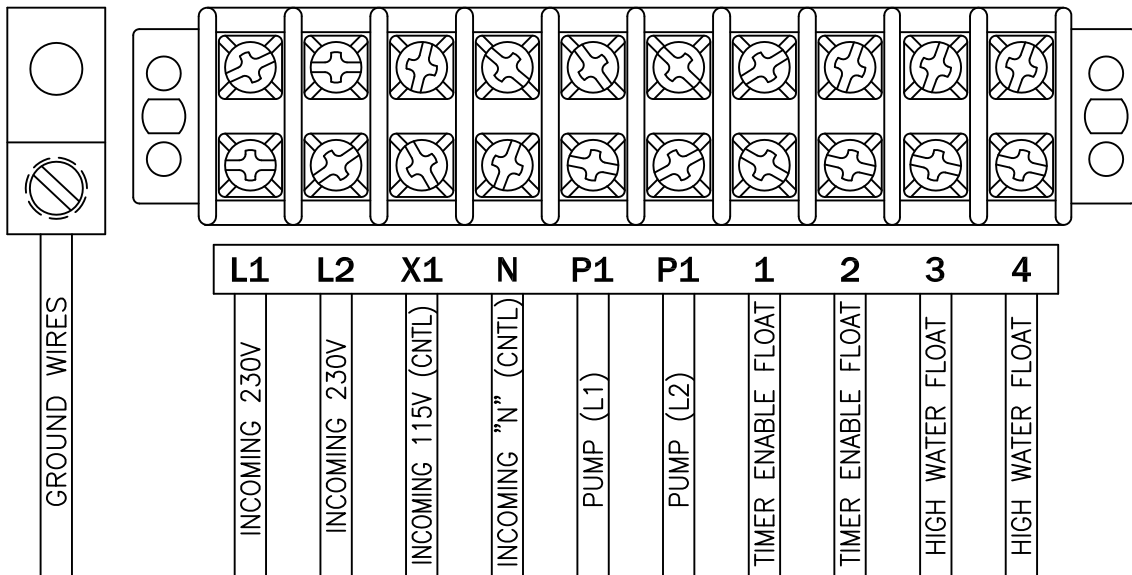 L1 L2 X1 N P1 P1 1 2 3 4
GROUND WIRES
INCOMING 230V
INCOMING 230V
INCOMING 115V (CNTL)
INCOMING "N" (CNTL)
PUMP (L1)
PUMP (L2)
TIMER ENABLE FLOAT
TIMER ENABLE FLOAT
HIGH WATER FLOAT
HIGH WATER FLOAT